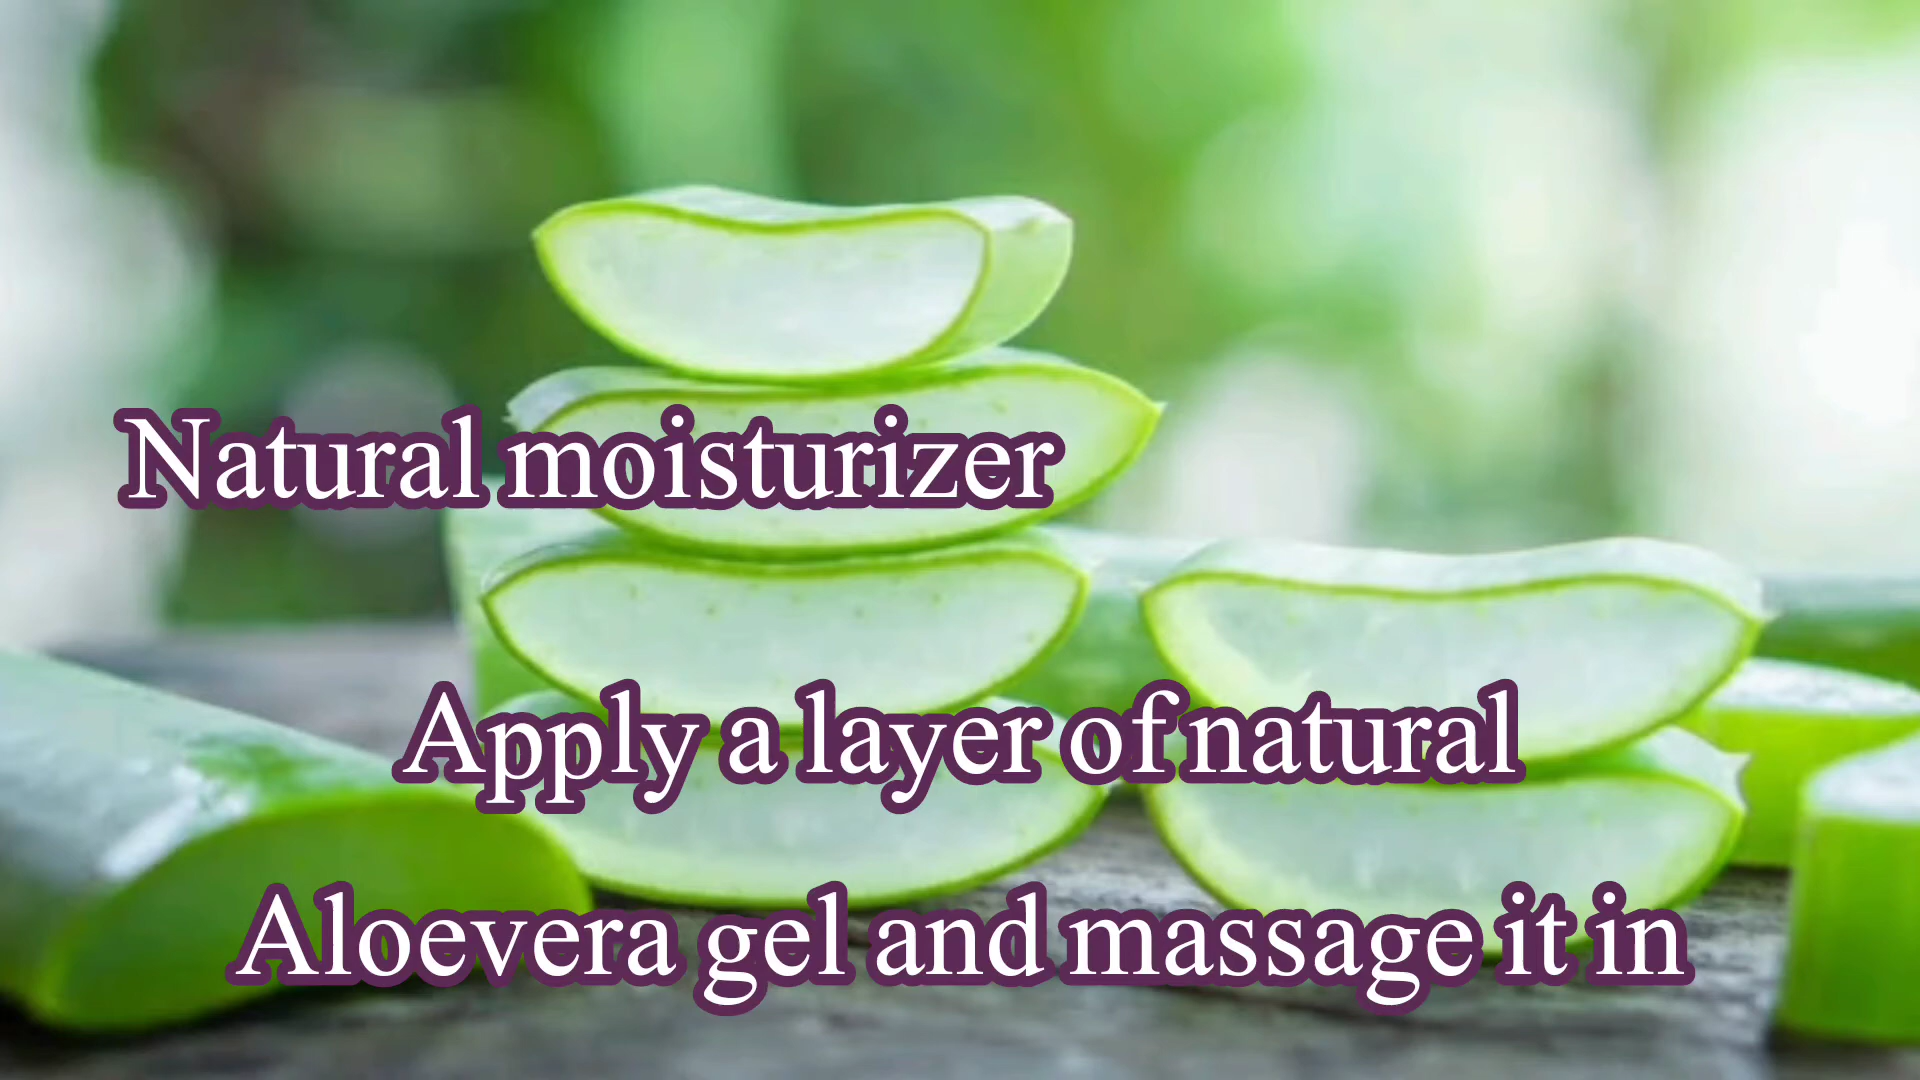 Natural moisturizer
Apply a layer of natural
Aloevera gel and massage it in